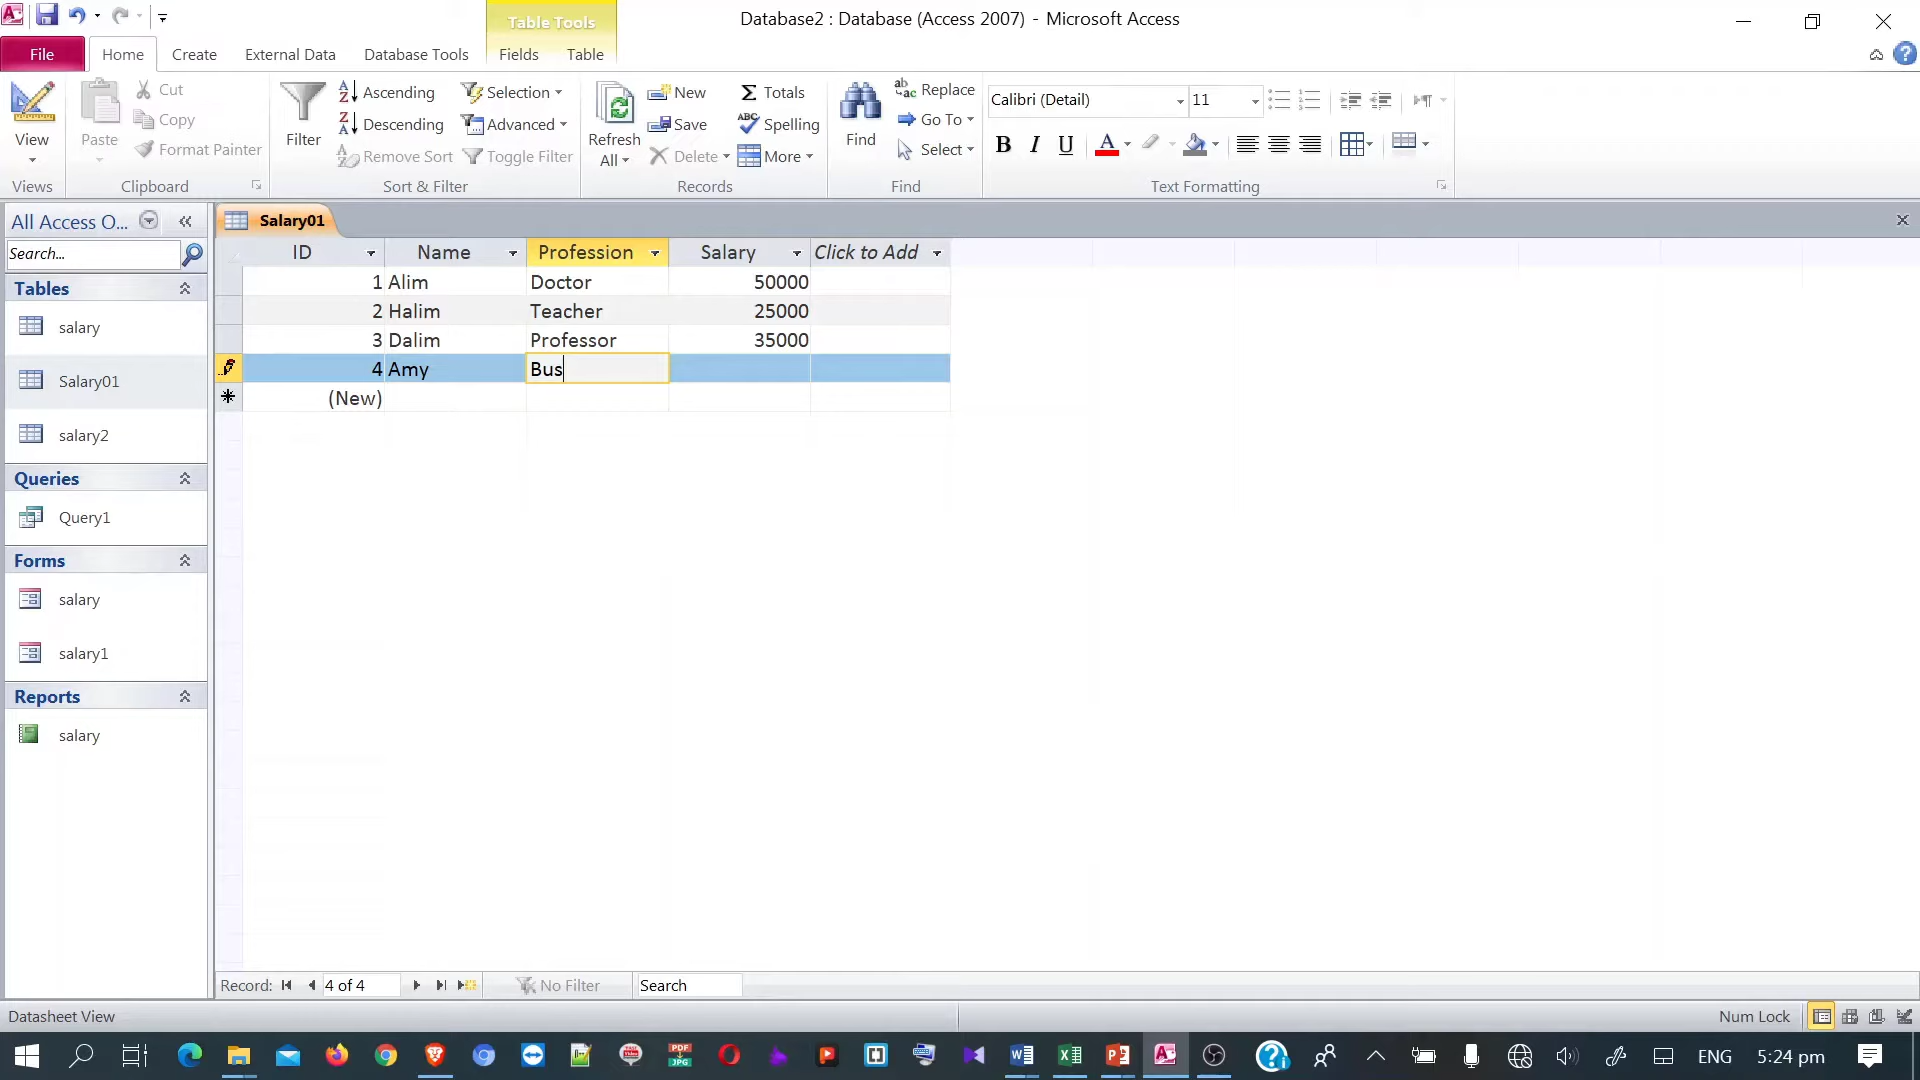 Database2 : Database (Access 2007) - Microsoft Access
Table Tools
File Home Create External Data Database Tools Fields Table
View
Views
Paste
Cut
Copy
Format Painter
Clipboard
Filter
Ascending
Descending
Remove Sort
Selection
Advanced
Toggle Filter
Sort & Filter
Refresh All
New
Save
Delete
Totals
Spelling
More
Records
Find
Replace
Go To
Select
Find
Calibri (Detail) 11
B I U A
Text Formatting
All Access O...
Search...
Tables
salary
Salary01
salary2
Queries
Query1
Forms
salary
salary1
Reports
salary
Salary01
ID Name Profession Salary Click to Add
1 Alim Doctor 50000
2 Halim Teacher 25000
3 Dalim Professor 35000
4 Amy Bus
(New)
Record: 4 of 4 No Filter Search
Datasheet View Num Lock
ENG 5:24 pm